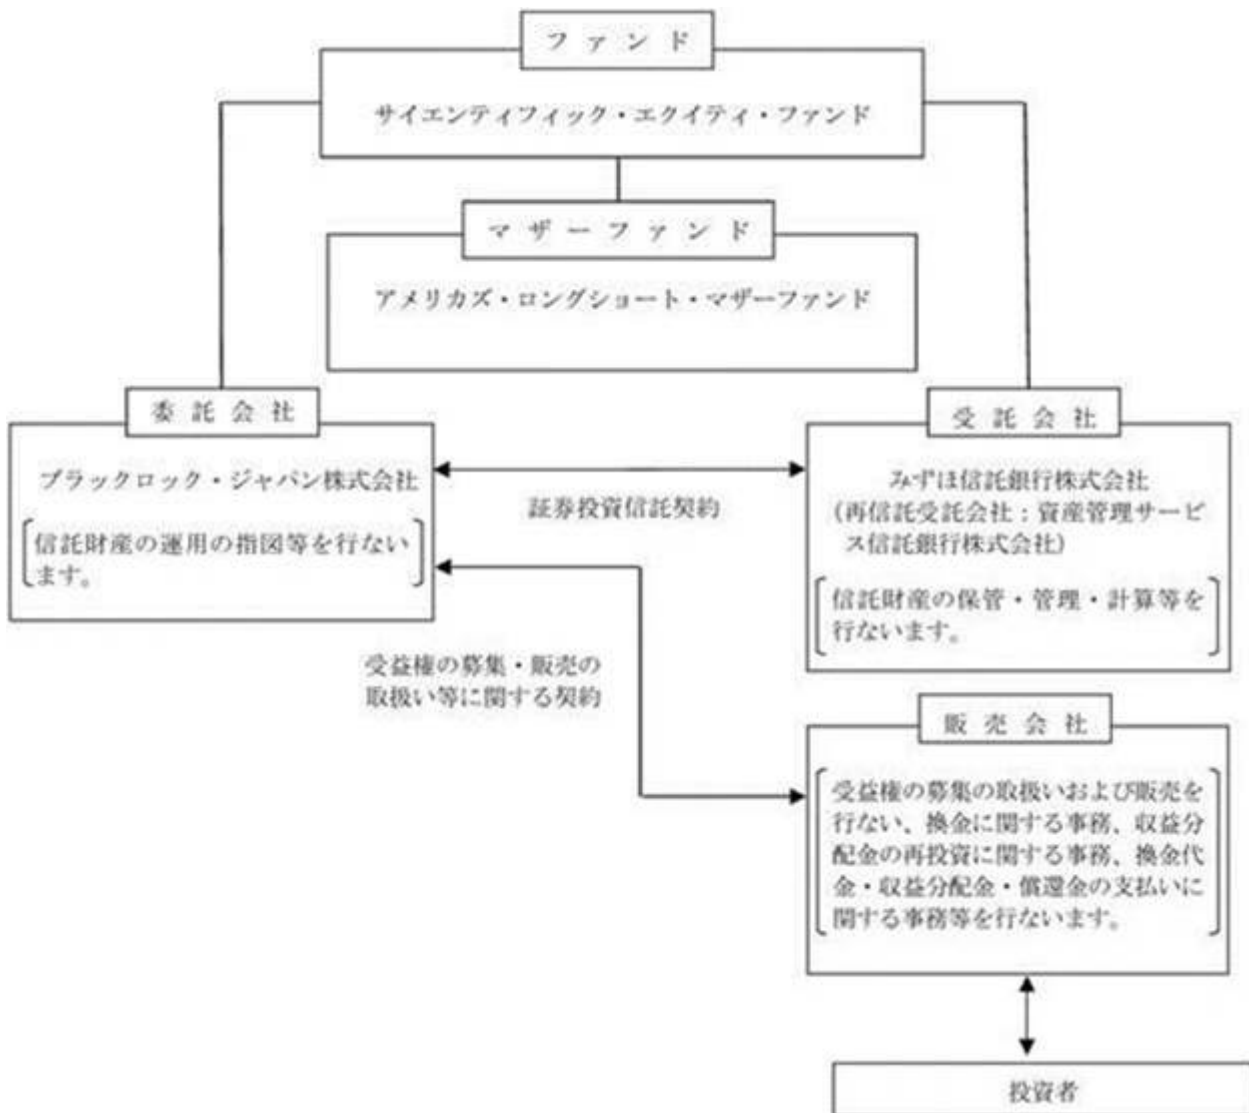 ファンド
サイエンティフィック・エクイティ・ファンド
マザーファンド
アメリカズ・ロングショート・マザーファンド
委託会社
ブラックロック・ジャパン株式会社
信託財産の運用の指図等を行ない
ます。
証券投資信託契約
受託会社
みずほ信託銀行株式会社
(再信託受託会社：資産管理サービ
ス信託銀行株式会社)
信託財産の保管・管理・計算等を
行ないます。
受益権の募集・販売の
取扱い等に関する契約
販売会社
受益権の募集の取扱いおよび販売を
行ない、換金に関する事務、収益分
配金の再投資に関する事務、換金代
金・収益分配金・償還金の支払いに
関する事務等を行ないます。
投資者